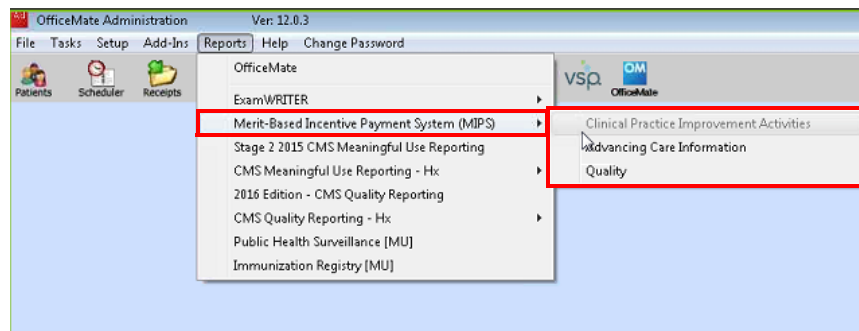 OfficeMate Administration Ver: 12.0.3
File Tasks Setup Add-Ins Reports Help Change Password
Patients Scheduler Receipts
vsp OM OfficeMate
OfficeMate
ExamWRITER
Merit-Based Incentive Payment System (MIPS)
Stage 2 2015 CMS Meaningful Use Reporting
CMS Meaningful Use Reporting - Hx
2016 Edition - CMS Quality Reporting
CMS Quality Reporting - Hx
Public Health Surveillance [MU]
Immunization Registry [MU]
Clinical Practice Improvement Activities
Advancing Care Information
Quality